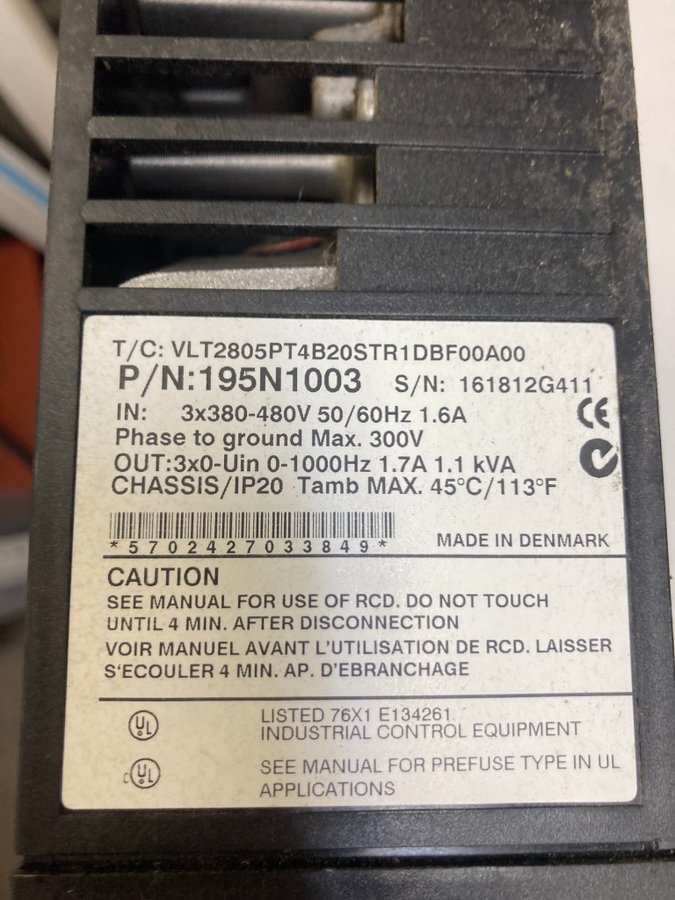 T/C: VLT2805PT4B20STR1DBF00A00
P/N:195N1003 S/N: 161812G411
IN: 3x380-480V 50/60Hz 1.6A
CE
Phase to ground Max. 300V
OUT:3x0-Uin 0-1000Hz 1.7A 1.1 kVA
CHASSIS/IP20 Tamb MAX. 45°C/113°F
*5702427033849* MADE IN DENMARK
CAUTION
SEE MANUAL FOR USE OF RCD. DO NOT TOUCH
UNTIL 4 MIN. AFTER DISCONNECTION
VOIR MANUEL AVANT L'UTILISATION DE RCD. LAISSER
S'ECOULER 4 MIN. AP. D'EBRANCHAGE
UL LISTED 76X1 E134261
INDUSTRIAL CONTROL EQUIPMENT
c UL SEE MANUAL FOR PREFUSE TYPE IN UL
APPLICATIONS